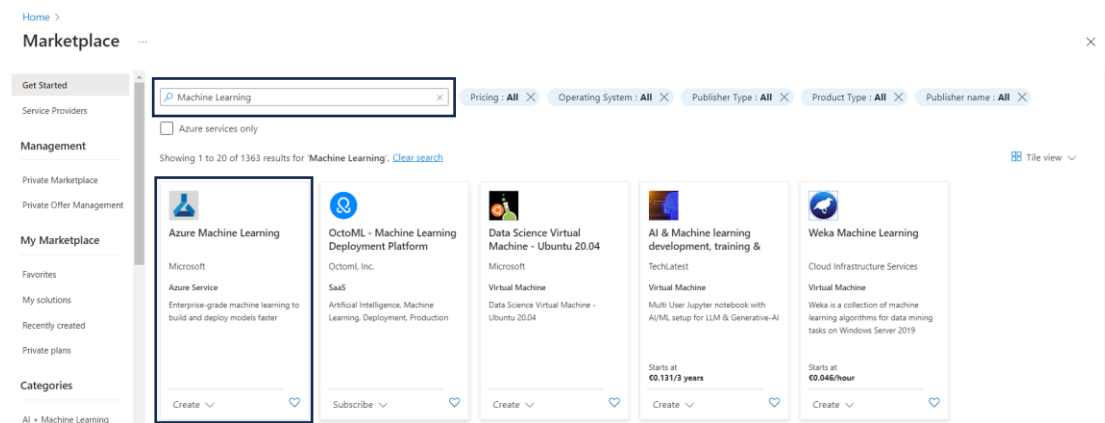 Home >
Marketplace ...
Get Started
Service Providers
Management
Private Marketplace
Private Offer Management
My Marketplace
Favorites
My solutions
Recently created
Private plans
Categories
AI + Machine Learning
Machine Learning
Pricing : All
Operating System : All
Publisher Type : All
Product Type : All
Publisher name : All
Azure services only
Showing 1 to 20 of 1363 results for 'Machine Learning'. Clear search
Tile view
Azure Machine Learning
Microsoft
Azure Service
Enterprise-grade machine learning to
build and deploy models faster
Create
OctoML - Machine Learning
Deployment Platform
Octoml, Inc.
SaaS
Artificial Intelligence, Machine
Learning, Deployment, Production
Subscribe
Data Science Virtual
Machine - Ubuntu 20.04
Microsoft
Virtual Machine
Data Science Virtual Machine -
Ubuntu 20.04
Create
AI & Machine learning
development, training &
TechLatest
Virtual Machine
Multi User Jupyter notebook with
AI/ML setup for LLM & Generative-AI
Starts at
€0.131/3 years
Create
Weka Machine Learning
Cloud Infrastructure Services
Virtual Machine
Weka is a collection of machine
learning algorithms for data mining
tasks on Windows Server 2019
Starts at
€0.046/hour
Create